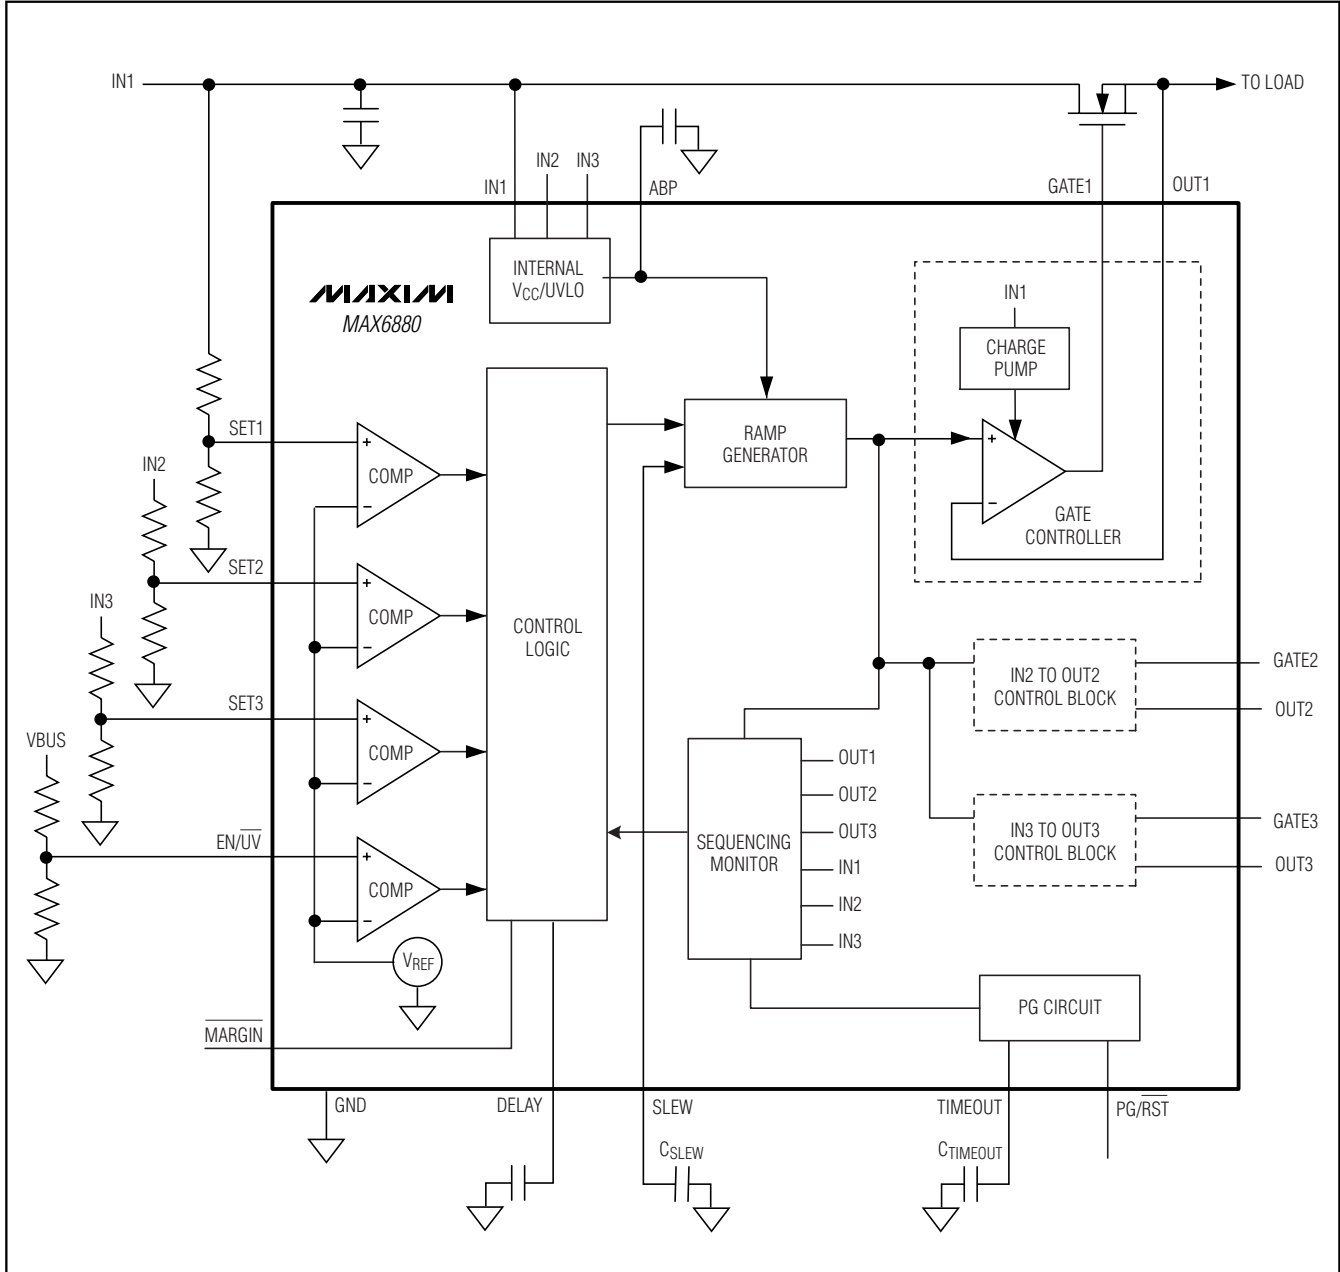 IN1
TO LOAD
IN2
IN3
IN1
ABP
GATE1
OUT1
INTERNAL
VCC/UVLO
MAXIM
MAX6880
IN1
CHARGE
PUMP
SET1
+
COMP
−
RAMP
GENERATOR
+
−
GATE
CONTROLLER
IN2
SET2
+
COMP
−
IN3
CONTROL
LOGIC
SET3
+
COMP
−
IN2 TO OUT2
CONTROL BLOCK
GATE2
OUT2
VBUS
EN/U̅V̅
+
COMP
−
SEQUENCING
MONITOR
OUT1
OUT2
OUT3
IN1
IN2
IN3
IN3 TO OUT3
CONTROL BLOCK
GATE3
OUT3
VREF
PG CIRCUIT
M̅A̅R̅G̅I̅N̅
GND
DELAY
SLEW
TIMEOUT
PG/R̅S̅T̅
CSLEW
CTIMEOUT